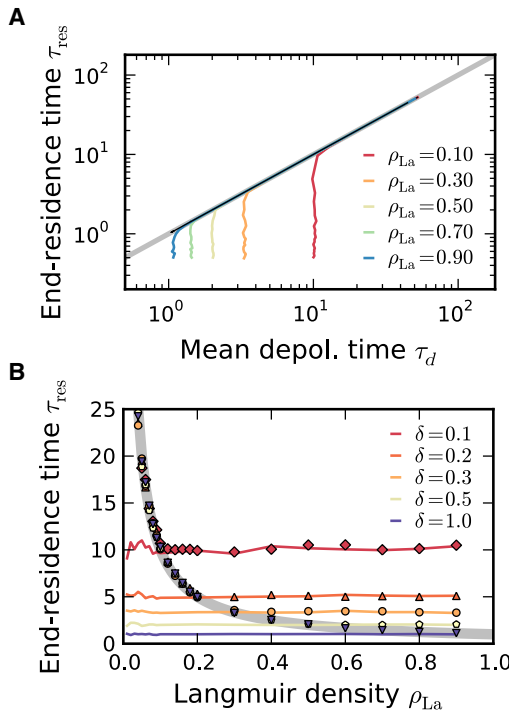 A
End-residence time τres
10²
10¹
10⁰
ρLa=0.10
ρLa=0.30
ρLa=0.50
ρLa=0.70
ρLa=0.90
10⁰ 10¹ 10²
Mean depol. time τd
B
End-residence time τres
25
20
15
10
5
0
δ=0.1
δ=0.2
δ=0.3
δ=0.5
δ=1.0
0.0 0.2 0.4 0.6 0.8 1.0
Langmuir density ρLa